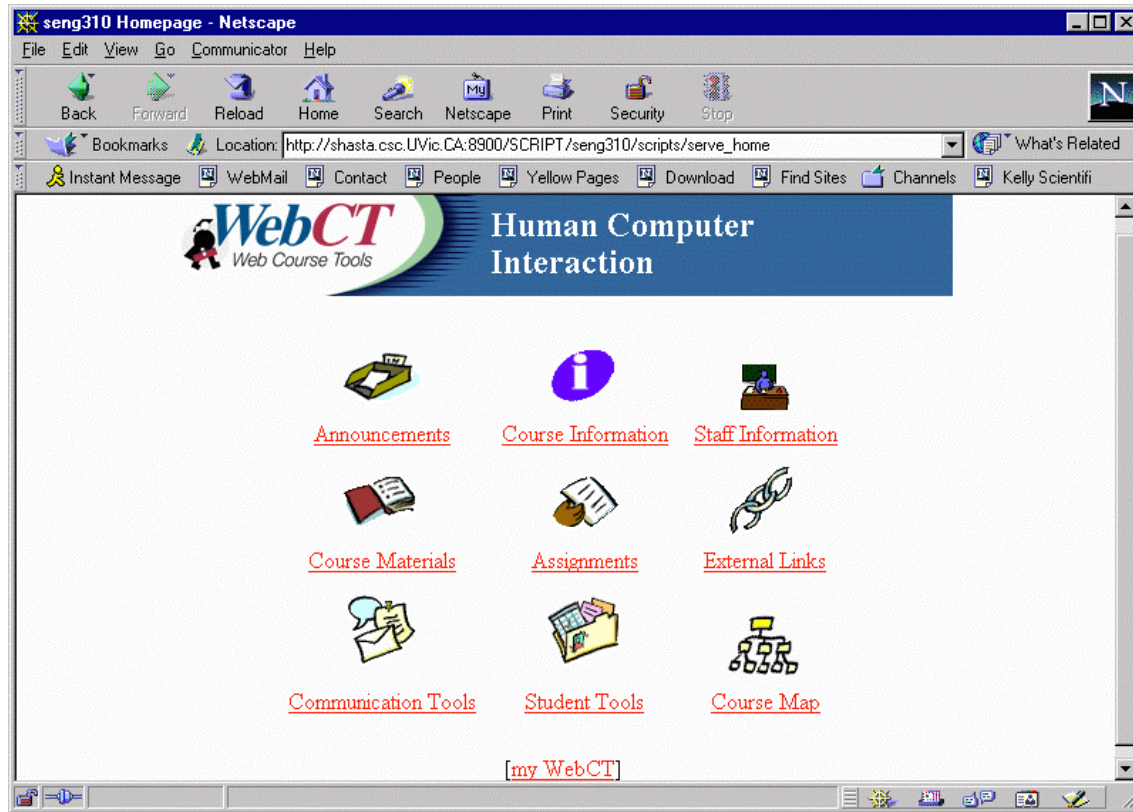 seng310 Homepage - Netscape
File Edit View Go Communicator Help
My
N
Back Forward Reload Home Search Netscape Print Security Stop
Bookmarks Location: http://shasta.csc.UVic.CA:8900/SCRIPT/seng310/scripts/serve_home What's Related
Instant Message WebMail Contact People Yellow Pages Download Find Sites Channels Kelly Scientifi
WebCT
Web Course Tools
Human Computer
Interaction
i
Announcements Course Information Staff Information
Course Materials Assignments External Links
Communication Tools Student Tools Course Map
[my WebCT]